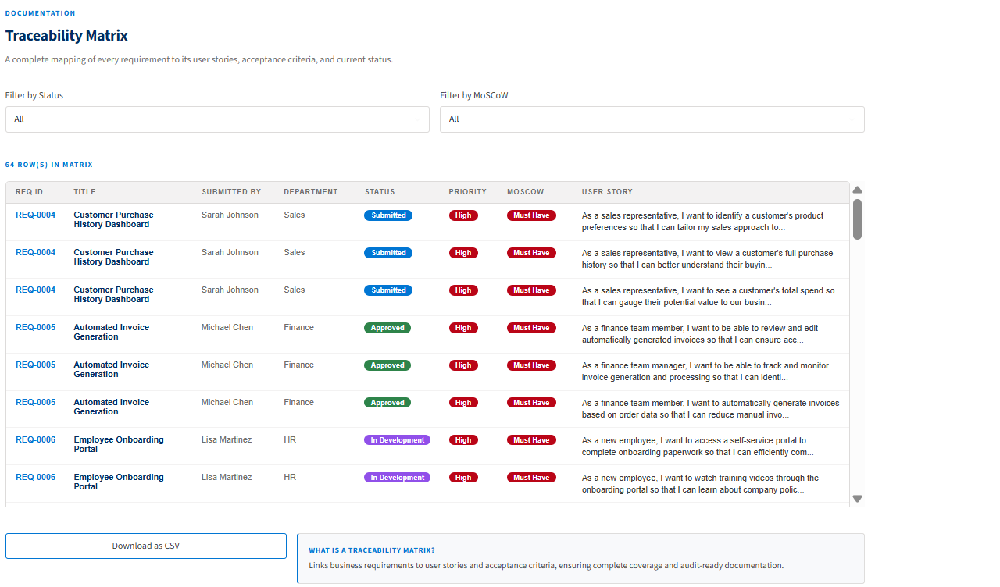 DOCUMENTATION
Traceability Matrix
A complete mapping of every requirement to its user stories, acceptance criteria, and current status.
Filter by Status
Filter by MoSCoW
All
All
64 ROW(S) IN MATRIX
REQ ID TITLE SUBMITTED BY DEPARTMENT STATUS PRIORITY MOSCOW USER STORY
REQ-0004 Customer Purchase Sarah Johnson Sales Submitted High Must Have As a sales representative, I want to identify a customer's product
History Dashboard preferences so that I can tailor my sales approach to...
REQ-0004 Customer Purchase Sarah Johnson Sales Submitted High Must Have As a sales representative, I want to view a customer's full purchase
History Dashboard history so that I can better understand their buyin...
REQ-0004 Customer Purchase Sarah Johnson Sales Submitted High Must Have As a sales representative, I want to see a customer's total spend so
History Dashboard that I can gauge their potential value to our busin...
REQ-0005 Automated Invoice Michael Chen Finance Approved High Must Have As a finance team member, I want to be able to review and edit
Generation automatically generated invoices so that I can ensure acc...
REQ-0005 Automated Invoice Michael Chen Finance Approved High Must Have As a finance team manager, I want to be able to track and monitor
Generation invoice generation and processing so that I can identi...
REQ-0005 Automated Invoice Michael Chen Finance Approved High Must Have As a finance team member, I want to automatically generate invoices
Generation based on order data so that I can reduce manual invo...
REQ-0006 Employee Onboarding Lisa Martinez HR In Development High Must Have As a new employee, I want to access a self-service portal to
Portal complete onboarding paperwork so that I can efficiently com...
REQ-0006 Employee Onboarding Lisa Martinez HR In Development High Must Have As a new employee, I want to watch training videos through the
Portal onboarding portal so that I can learn about company polic...
Download as CSV
WHAT IS A TRACEABILITY MATRIX?
Links business requirements to user stories and acceptance criteria, ensuring complete coverage and audit-ready documentation.